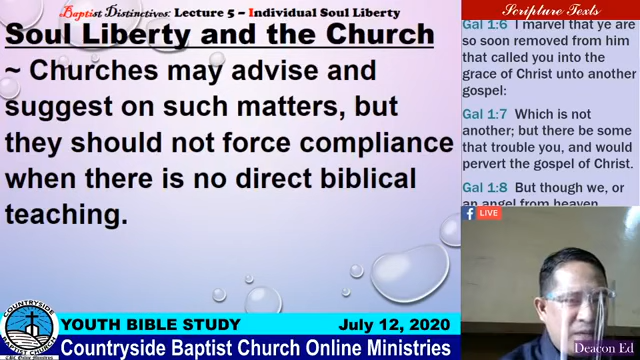 Baptist Distinctives: Lecture 5 – Individual Soul Liberty
Soul Liberty and the Church
~ Churches may advise and
suggest on such matters, but
they should not force compliance
when there is no direct biblical
teaching.
Scripture Texts
Gal 1:6 I marvel that ye are
so soon removed from him
that called you into the
grace of Christ unto another
gospel:
Gal 1:7 Which is not
another; but there be some
that trouble you, and would
pervert the gospel of Christ.
Gal 1:8 But though we, or
an angel from heaven,
LIVE
Deacon Ed
COUNTRYSIDE
BAPTIST CHURCH
YOUTH BIBLE STUDY July 12, 2020
Countryside Baptist Church Online Ministries